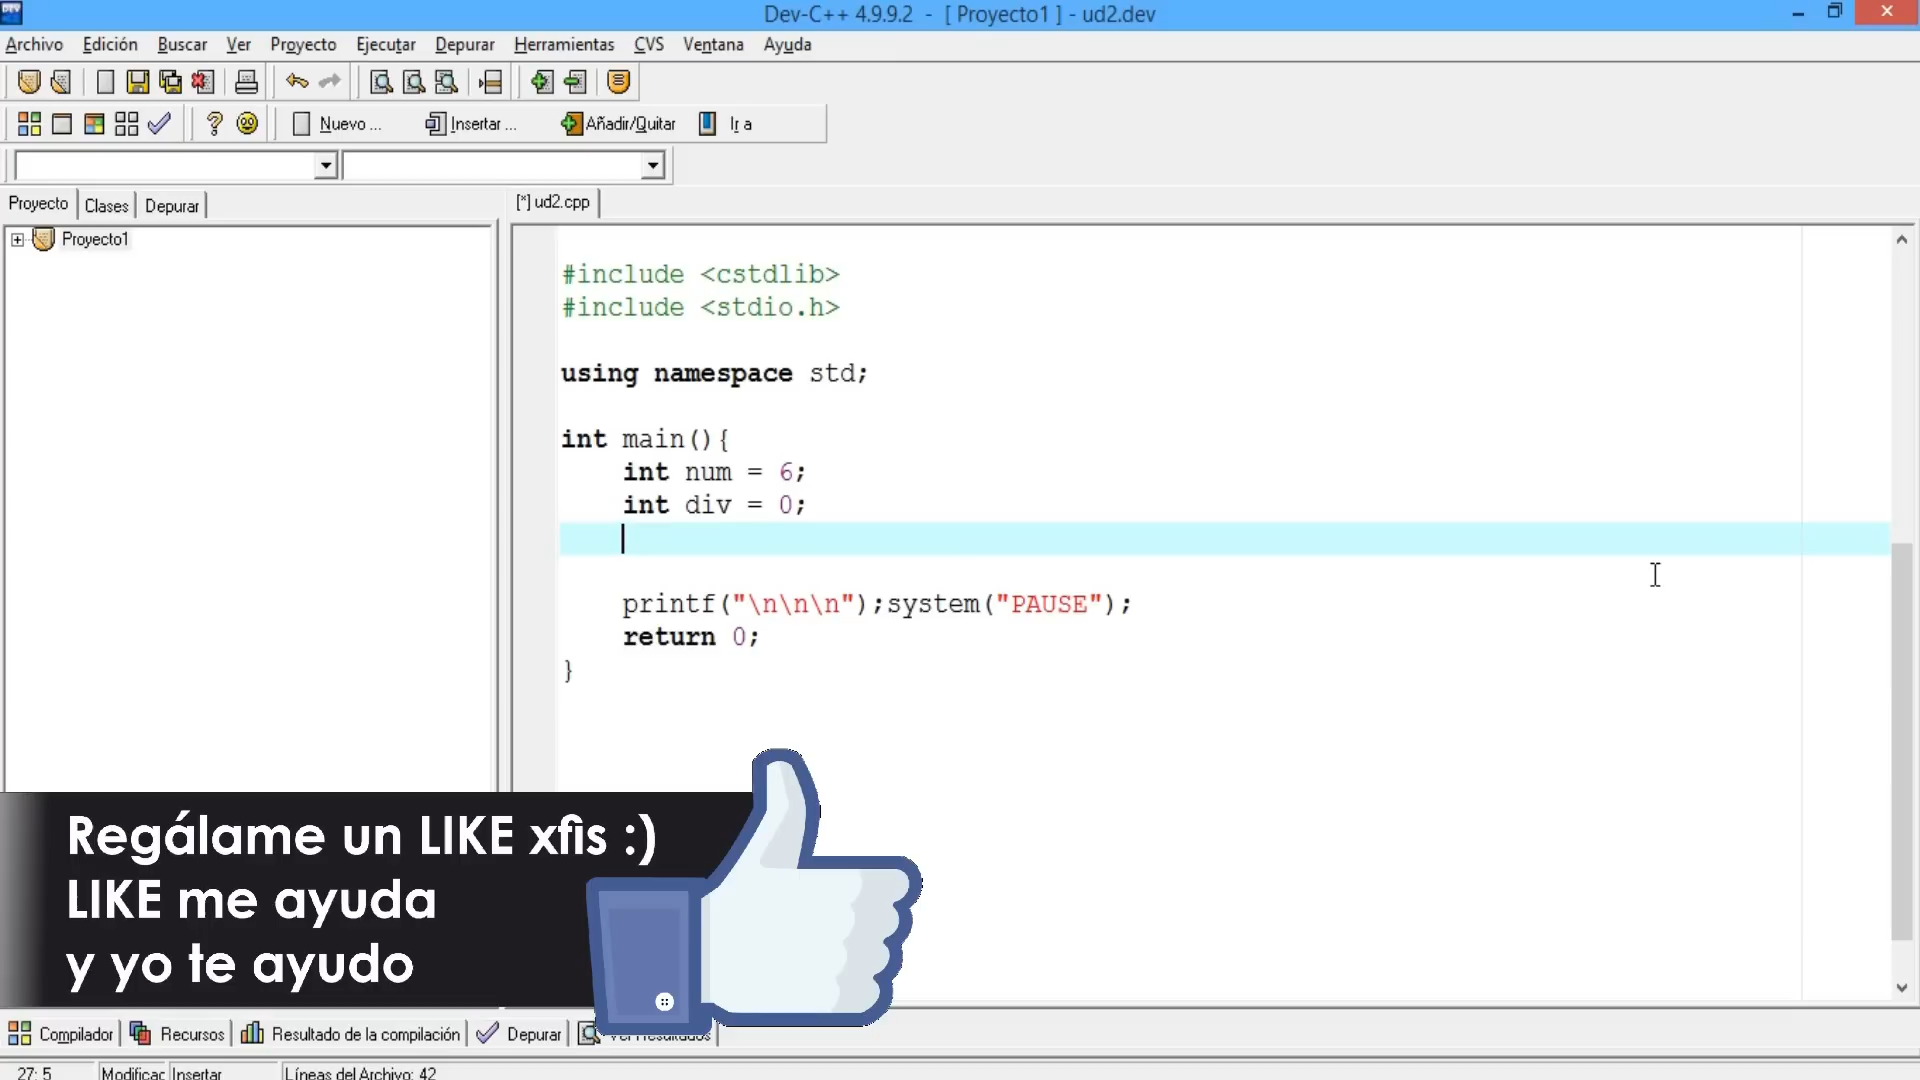 Dev-C++ 4.9.9.2 - [ Proyecto1 ] - ud2.dev
Archivo Edición Buscar Ver Proyecto Ejecutar Depurar Herramientas CVS Ventana Ayuda
Nuevo ... Insertar ... Añadir/Quitar Ir a
Proyecto Clases Depurar
[*] ud2.cpp
Proyecto1
#include <cstdlib>
#include <stdio.h>
using namespace std;
int main(){
int num = 6;
int div = 0;
printf("\n\n\n");system("PAUSE");
return 0;
}
Regálame un LIKE xfis :)
LIKE me ayuda
y yo te ayudo
Compilador Recursos Resultado de la compilación Depurar Ver Resultados
27: 5 Modificac Insertar Líneas del Archivo: 42